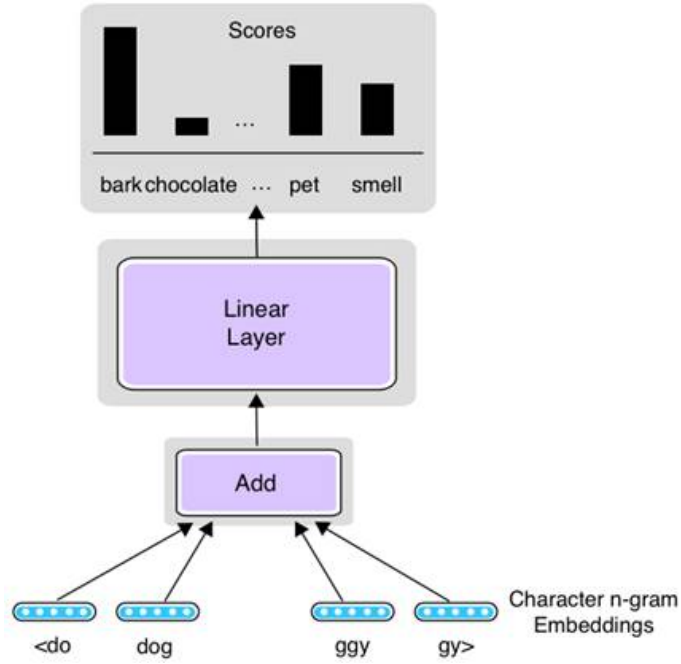 Scores
...
bark chocolate ... pet smell
Linear
Layer
Add
Character n-gram
Embeddings
<do dog ggy gy>